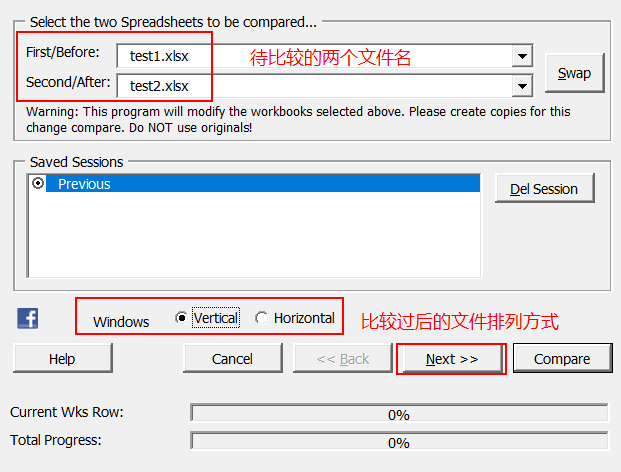 Select the two Spreadsheets to be compared...
First/Before: test1.xlsx 待比较的两个文件名
Swap
Second/After: test2.xlsx
Warning: This program will modify the workbooks selected above. Please create copies for this
change compare. Do NOT use originals!
Saved Sessions
Previous
Del Session
Windows Vertical Horizontal 比较过后的文件排列方式
Help Cancel << Back Next >> Compare
Current Wks Row: 0%
Total Progress: 0%